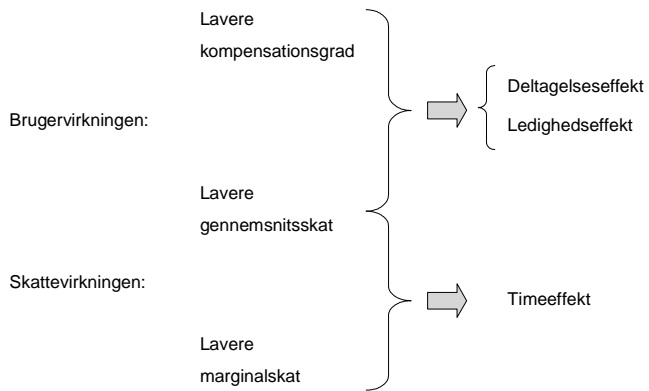 Lavere
kompensationsgrad
Deltagelseseffekt
Brugervirkningen:
Ledighedseffekt
Lavere
gennemsnitsskat
Skattevirkningen:
Timeeffekt
Lavere
marginalskat